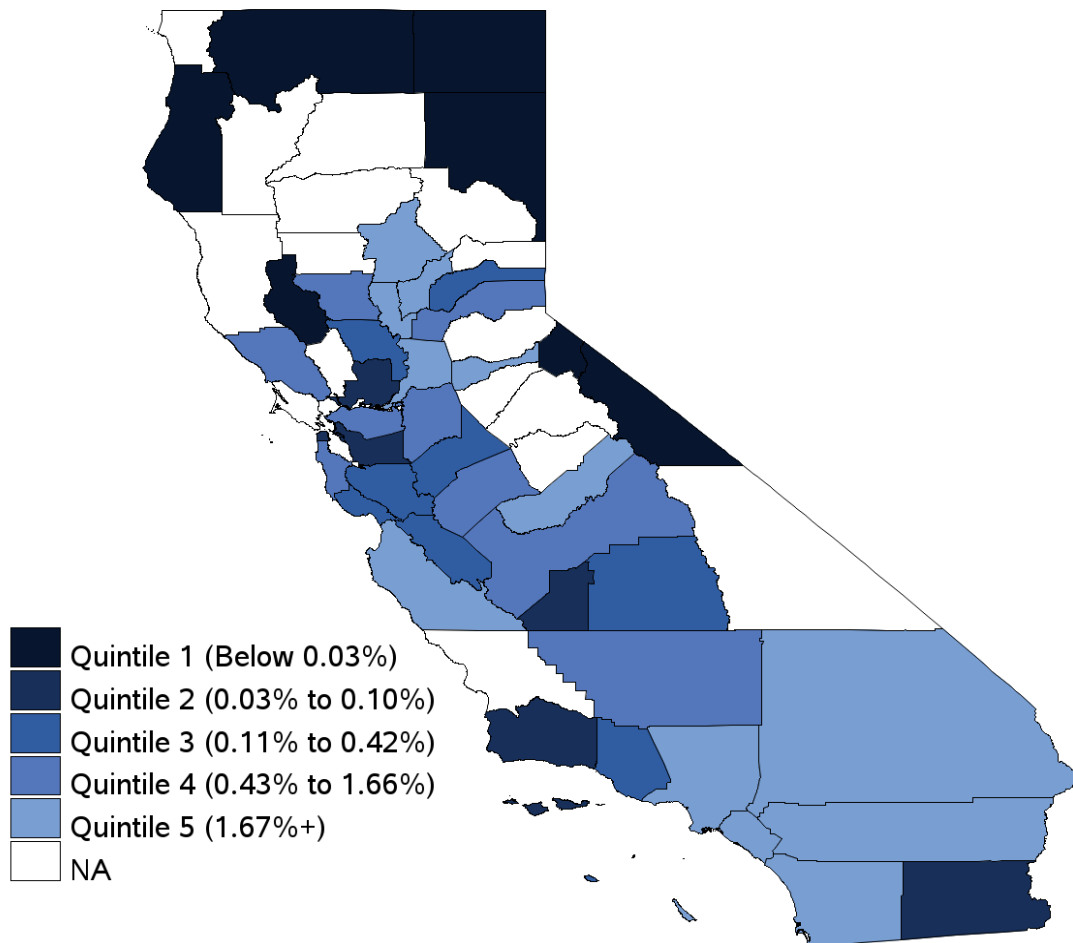 Quintile 1 (Below 0.03%)
Quintile 2 (0.03% to 0.10%)
Quintile 3 (0.11% to 0.42%)
Quintile 4 (0.43% to 1.66%)
Quintile 5 (1.67%+)
NA